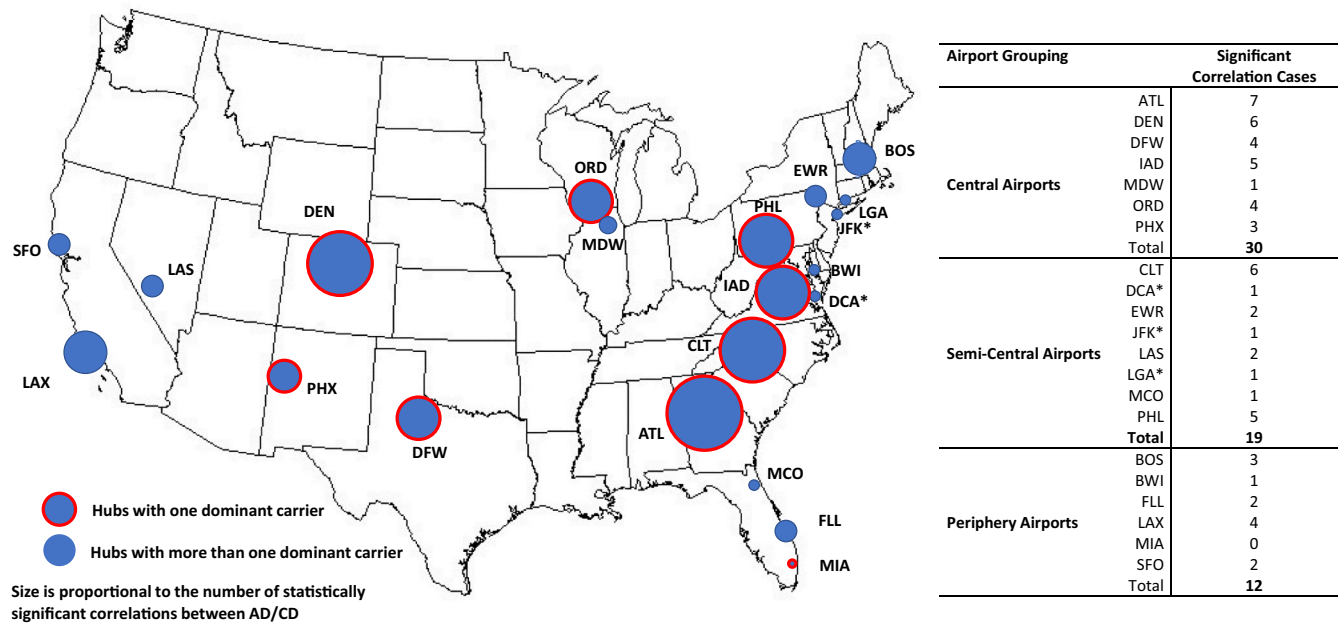 BOS
ORD
EWR
DEN
PHL
LGA
JFK*
MDW
SFO
LAS
BWI
IAD
DCA*
CLT
LAX
PHX
ATL
DFW
MCO
Hubs with one dominant carrier
FLL
Hubs with more than one dominant carrier
MIA
Size is proportional to the number of statistically
significant correlations between AD/CD
Airport Grouping Significant
Correlation Cases
ATL 7
DEN 6
DFW 4
IAD 5
Central Airports MDW 1
ORD 4
PHX 3
Total 30
CLT 6
DCA* 1
EWR 2
JFK* 1
Semi-Central Airports LAS 2
LGA* 1
MCO 1
PHL 5
Total 19
BOS 3
BWI 1
FLL 2
Periphery Airports LAX 4
MIA 0
SFO 2
Total 12